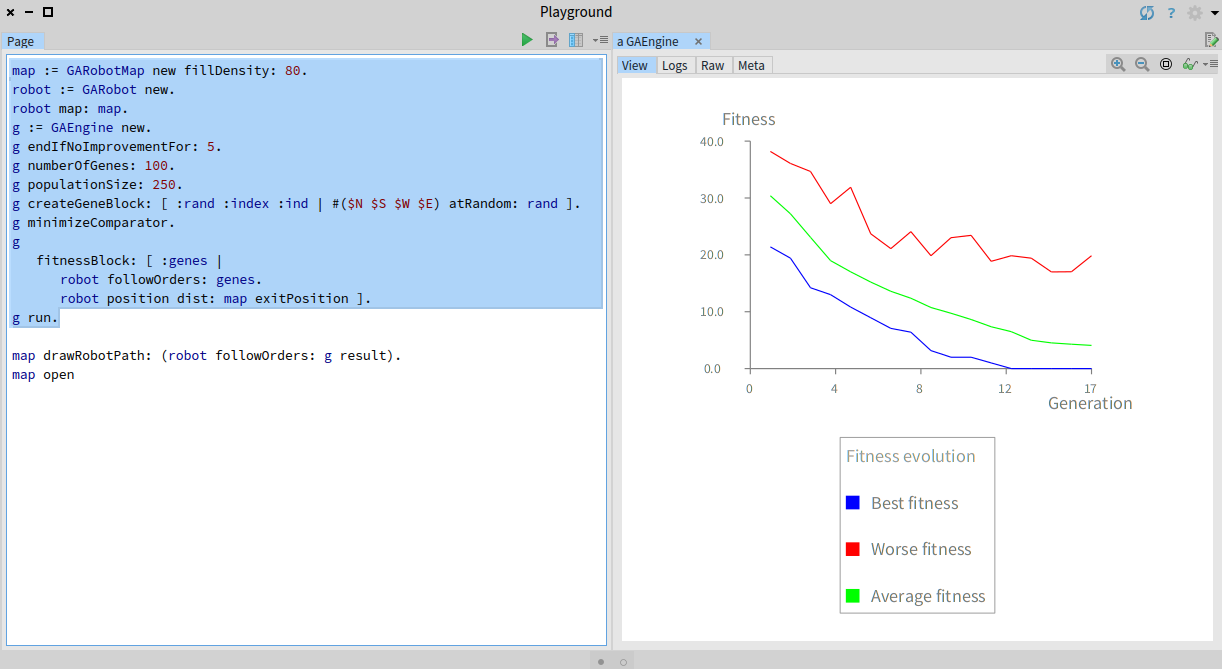 Playground
Page
map := GARobotMap new fillDensity: 80.
robot := GARobot new.
robot map: map.
g := GAEngine new.
g endIfNoImprovementFor: 5.
g numberOfGenes: 100.
g populationSize: 250.
g createGeneBlock: [ :rand :index :ind | #($N $S $W $E) atRandom: rand ].
g minimizeComparator.
g
fitnessBlock: [ :genes |
robot followOrders: genes.
robot position dist: map exitPosition ].
g run.
map drawRobotPath: (robot followOrders: g result).
map open
a GAEngine
View Logs Raw Meta
Fitness
40.0
30.0
20.0
10.0
0.0
0 4 8 12 17
Generation
Fitness evolution
Best fitness
Worse fitness
Average fitness